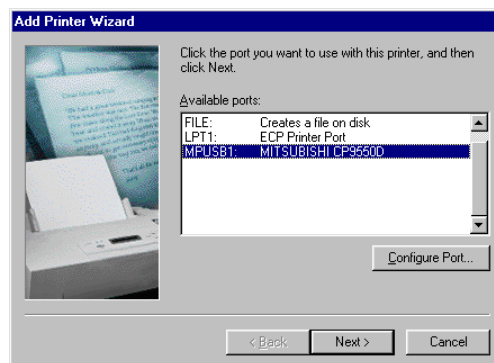 Add Printer Wizard
Click the port you want to use with this printer, and then
click Next.
Available ports:
FILE: Creates a file on disk
LPT1: ECP Printer Port
MPUSB1: MITSUBISHI CP9550D
Configure Port...
< Back
Next >
Cancel